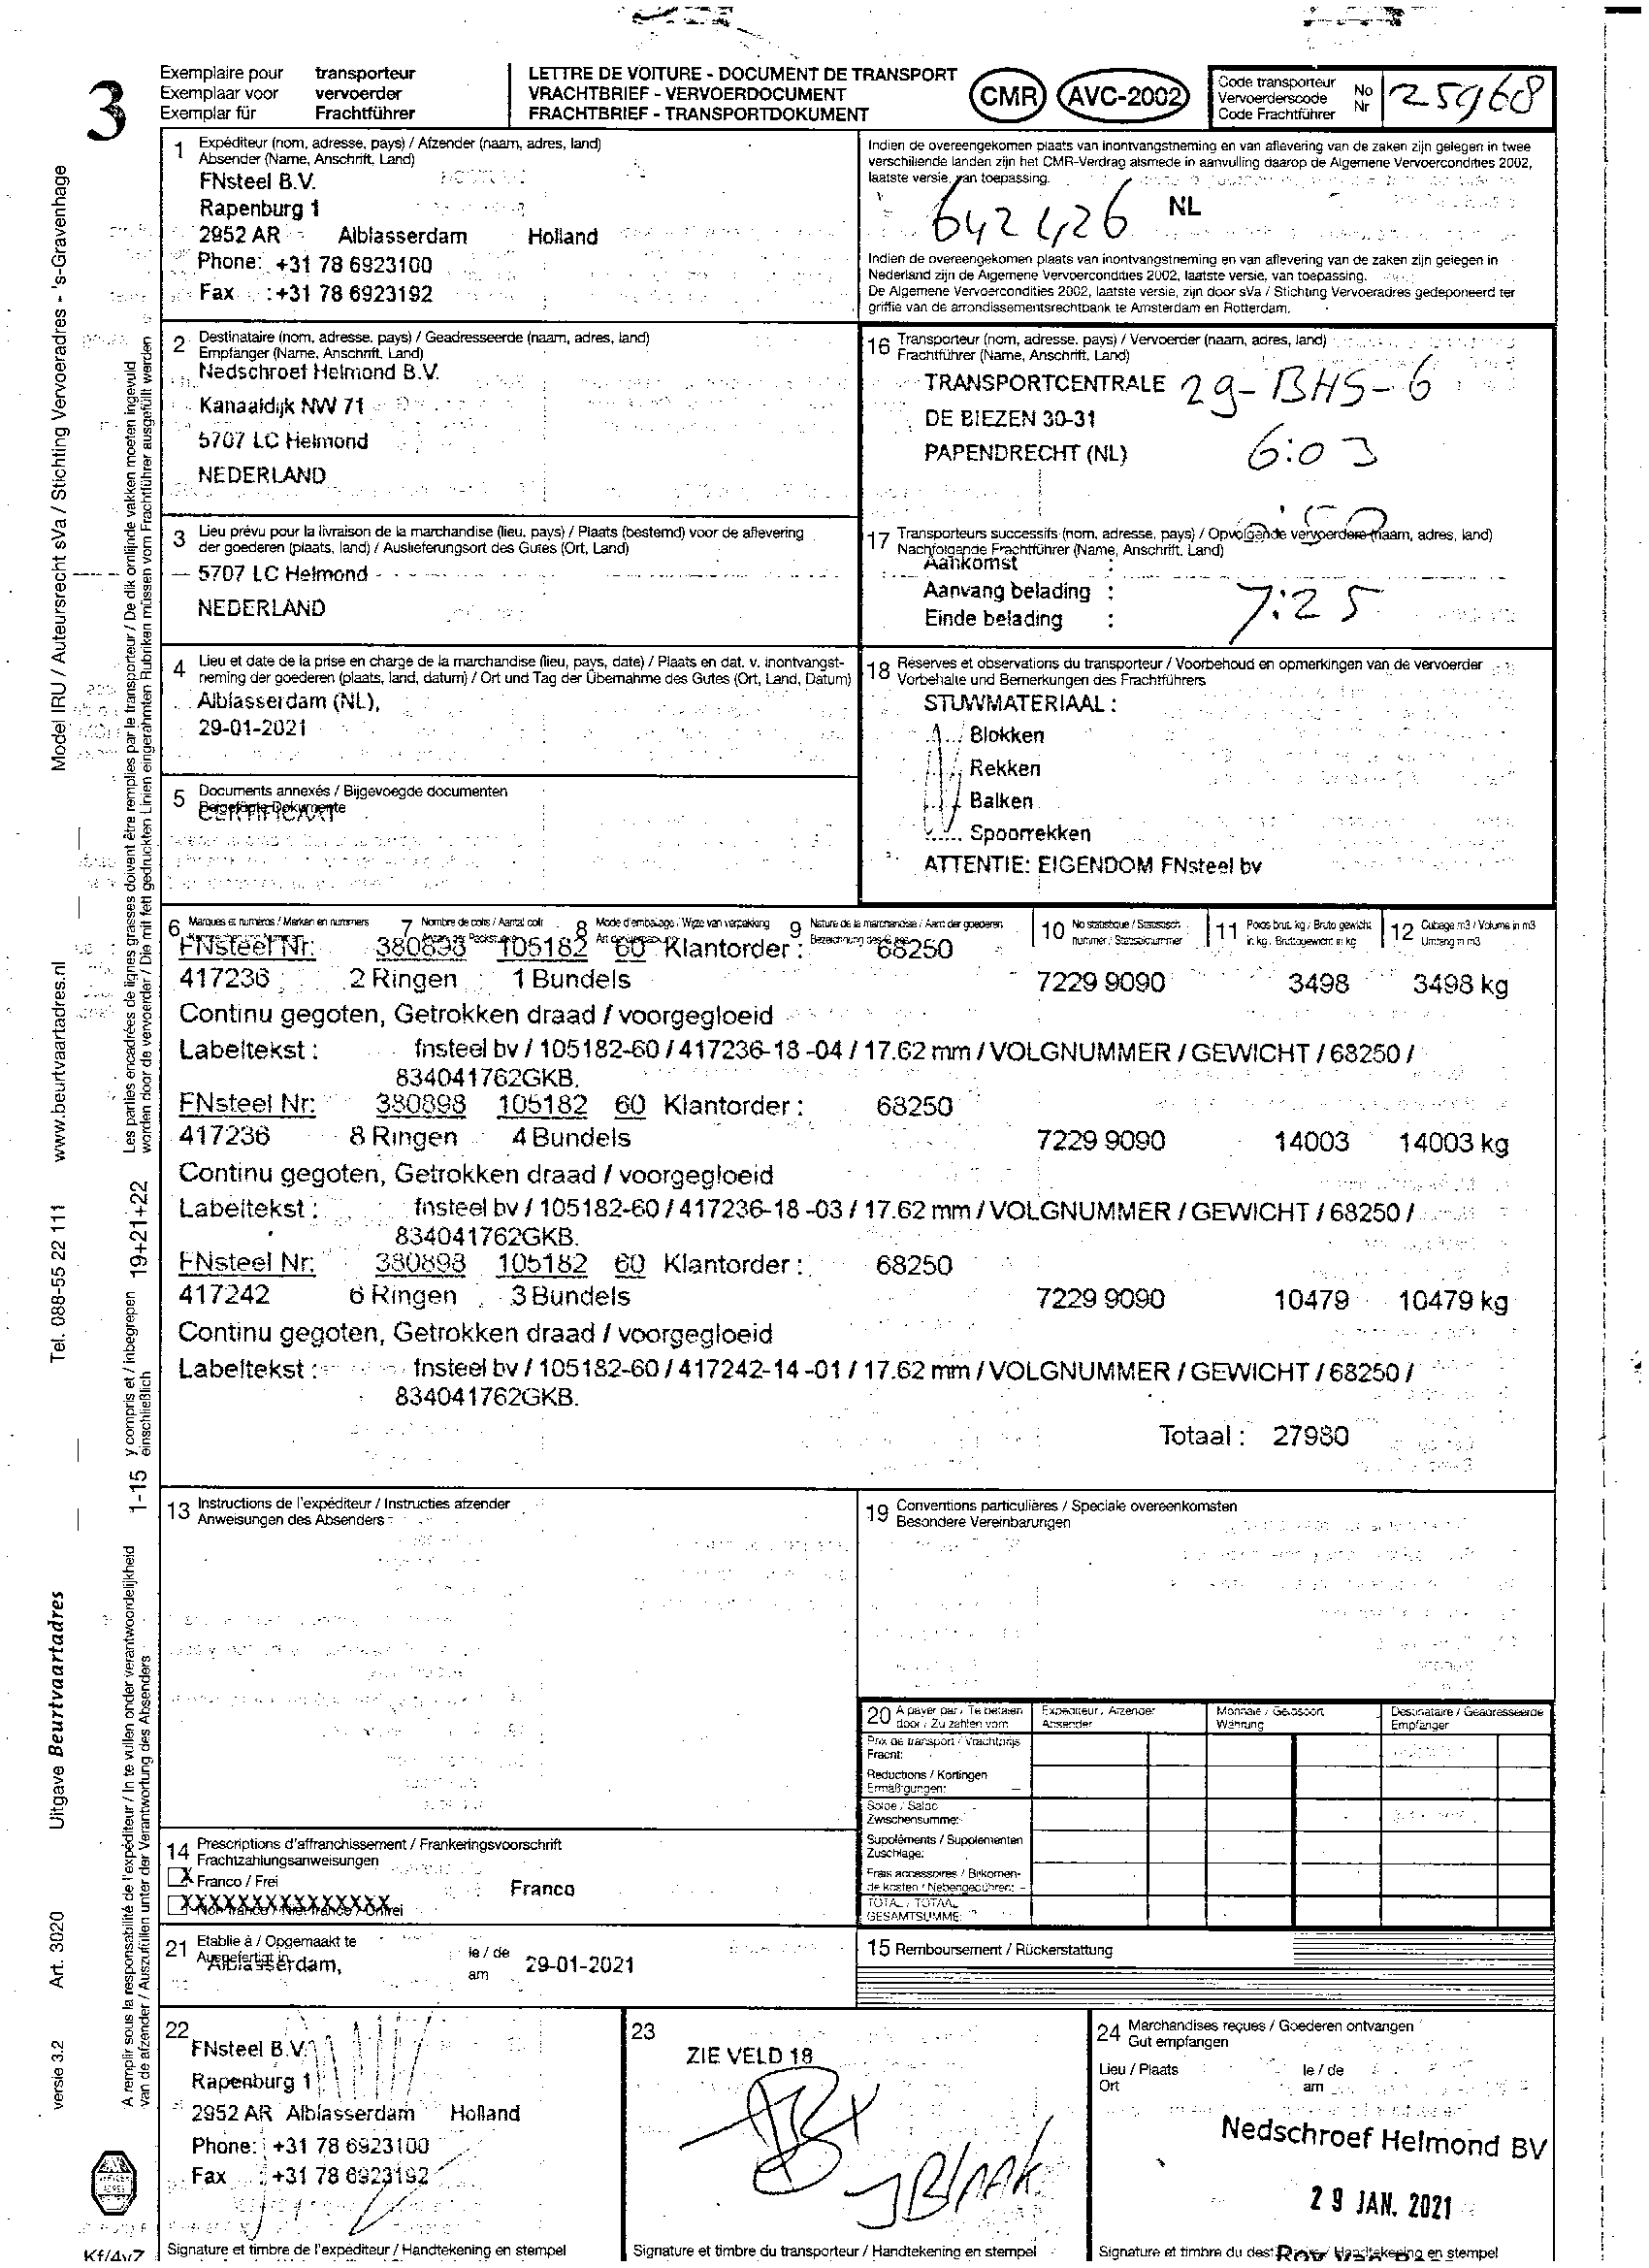 3
Exemplaire pour transporteur
Exemplaar voor vervoerder
Exemplar für Frachtführer
LETTRE DE VOITURE - DOCUMENT DE TRANSPORT
VRACHTBRIEF - VERVOERDOCUMENT
FRACHTBRIEF - TRANSPORTDOKUMENT
CMR AVC-2002
Code transporteur
Vervoerderscode
Code Frachtführer
No
Nr
25968
1 Expéditeur (nom, adresse, pays) / Afzender (naam, adres, land)
Absender (Name, Anschrift, Land)
FNsteel B.V.
Rapenburg 1
2952 AR Alblasserdam Holland
Phone: +31 78 6923100
Fax : +31 78 6923192
Indien de overeengekomen plaats van inontvangstneming en van aflevering van de zaken zijn gelegen in twee
verschillende landen zijn het CMR-Verdrag alsmede in aanvulling daarop de Algemene Vervoercondities 2002,
laatste versie, van toepassing.
642426 NL
Indien de overeengekomen plaats van inontvangstneming en van aflevering van de zaken zijn gelegen in
Nederland zijn de Algemene Vervoercondities 2002, laatste versie, van toepassing.
De Algemene Vervoercondities 2002, laatste versie, zijn door sVa / Stichting Vervoeradres gedeponeerd ter
griffie van de arrondissementsrechtbank te Amsterdam en Rotterdam.
2 Destinataire (nom, adresse, pays) / Geadresseerde (naam, adres, land)
Empfänger (Name, Anschrift, Land)
Nedschroef Helmond B.V.
Kanaaldijk NW 71
5707 LC Helmond
NEDERLAND
16 Transporteur (nom, adresse, pays) / Vervoerder (naam, adres, land)
Frachtführer (Name, Anschrift, Land)
TRANSPORTCENTRALE 29-BHS-6
DE BIEZEN 30-31
PAPENDRECHT (NL) 6:03
3 Lieu prévu pour la livraison de la marchandise (lieu, pays) / Plaats (bestemd) voor de aflevering
der goederen (plaats, land) / Auslieferungsort des Gutes (Ort, Land)
5707 LC Helmond
NEDERLAND
17 Transporteurs successifs (nom, adresse, pays) / Opvolgende vervoerders (naam, adres, land)
Nachfolgende Frachtführer (Name, Anschrift, Land)
Aankomst :
Aanvang belading :
Einde belading :
7:25
4 Lieu et date de la prise en charge de la marchandise (lieu, pays, date) / Plaats en dat. v. inontvangst-
neming der goederen (plaats, land, datum) / Ort und Tag der Übernahme des Gutes (Ort, Land, Datum)
Alblasserdam (NL),
29-01-2021
18 Réserves et observations du transporteur / Voorbehoud en opmerkingen van de vervoerder
Vorbehalte und Bemerkungen des Frachtführers
STUWMATERIAAL :
Blokken
Rekken
Balken
Spoorrekken
ATTENTIE: EIGENDOM FNsteel bv
5 Documents annexés / Bijgevoegde documenten
Beigefügte Dokumente
CERTIFICAAT
6 Marques et numéros / Merken en nummers
7 Nombre de colis / Aantal colli
8 Mode d'emballage / Wijze van verpakking
9 Nature de la marchandise / Aard der goederen
10 No statistique / Statistisch nummer / Statistiknummer
11 Poids brut, kg / Bruto gewicht in kg / Bruttogewicht in kg
12 Cubage m3 / Volume in m3
Umfang in m3
FNsteel Nr: 380898 105182 60 Klantorder : 68250
417236 2 Ringen 1 Bundels 7229 9090 3498 3498 kg
Continu gegoten, Getrokken draad / voorgegloeid
Labeltekst : fnsteel bv / 105182-60 / 417236-18 -04 / 17.62 mm / VOLGNUMMER / GEWICHT / 68250 /
834041762GKB.
FNsteel Nr: 380898 105182 60 Klantorder : 68250
417236 8 Ringen 4 Bundels 7229 9090 14003 14003 kg
Continu gegoten, Getrokken draad / voorgegloeid
Labeltekst : fnsteel bv / 105182-60 / 417236-18 -03 / 17.62 mm / VOLGNUMMER / GEWICHT / 68250 /
834041762GKB.
FNsteel Nr: 380898 105182 60 Klantorder : 68250
417242 6 Ringen 3 Bundels 7229 9090 10479 10479 kg
Continu gegoten, Getrokken draad / voorgegloeid
Labeltekst : fnsteel bv / 105182-60 / 417242-14 -01 / 17.62 mm / VOLGNUMMER / GEWICHT / 68250 /
834041762GKB.
Totaal : 27980
13 Instructions de l'expéditeur / Instructies afzender
Anweisungen des Absenders
19 Conventions particulières / Speciale overeenkomsten
Besondere Vereinbarungen
20 A payer par / Te betalen
door / Zu zahlen vom:
Expéditeur / Afzender
Absender
Monnaie / Geldsoort
Währung
Destinataire / Geadresseerde
Empfänger
Prix de transport / Vrachtprijs
Fracht:
Reductions / Kortingen
Ermäßigungen:
Solde / Saldo
Zwischensumme:
Suppléments / Supplementen
Zuschläge:
Frais accessoires / Bijkomen-
de kosten / Nebengebühren:
TOTAL / TOTAAL
GESAMTSUMME:
14 Prescriptions d'affranchissement / Frankeringsvoorschrift
Frachtzahlungsanweisungen
X Franco / Frei
Franco
XXXXXXXXXXXXXXX
Non franco / Niet franco / Unfrei
21 Etablie à / Opgemaakt te
Ausgefertigt in
Alblasserdam,
le / de
am
29-01-2021
15 Remboursement / Rückerstattung
22
FNsteel B.V.
Rapenburg 1
2952 AR Alblasserdam Holland
Phone: +31 78 6923100
Fax : +31 78 6923192
Signature et timbre de l'expéditeur / Handtekening en stempel
23
ZIE VELD 18
Signature et timbre du transporteur / Handtekening en stempel
24 Marchandises reçues / Goederen ontvangen
Gut empfangen
Lieu / Plaats
Ort
le / de
am
Nedschroef Helmond BV
29 JAN. 2021
Signature et timbre du dest / Handtekening en stempel
Model IRU / Auteursrecht sVa / Stichting Vervoeradres - 's-Gravenhage
www.beurtvaartadres.nl
Tel. 088-55 22 111
Uitgave Beurtvaartadres
Art. 3020
versie 3.2
Les parties encadrées de lignes grasses doivent être remplies par le transporteur / De dik omlijnde vakken moeten ingevuld
worden door de vervoerder / Die mit fett gedruckten Linien eingerahmten Rubriken müssen vom Frachtführer ausgefüllt werden
1-15 y compris et / inbegrepen 19+21+22
einschließlich
A remplir sous la responsabilité de l'expéditeur / In te vullen onder verantwoordelijkheid
van de afzender / Auszufüllen unter der Verantwortung des Absenders